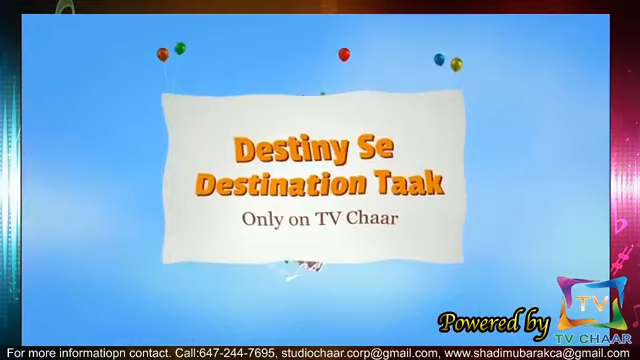 Destiny Se
Destination Taak
Only on TV Chaar
Powered by
TV
TV CHAAR
For more informatiopn contact. Call:647-244-7695, studiochaar.corp@gmail.com, www.shadimubarakca@gmail.com